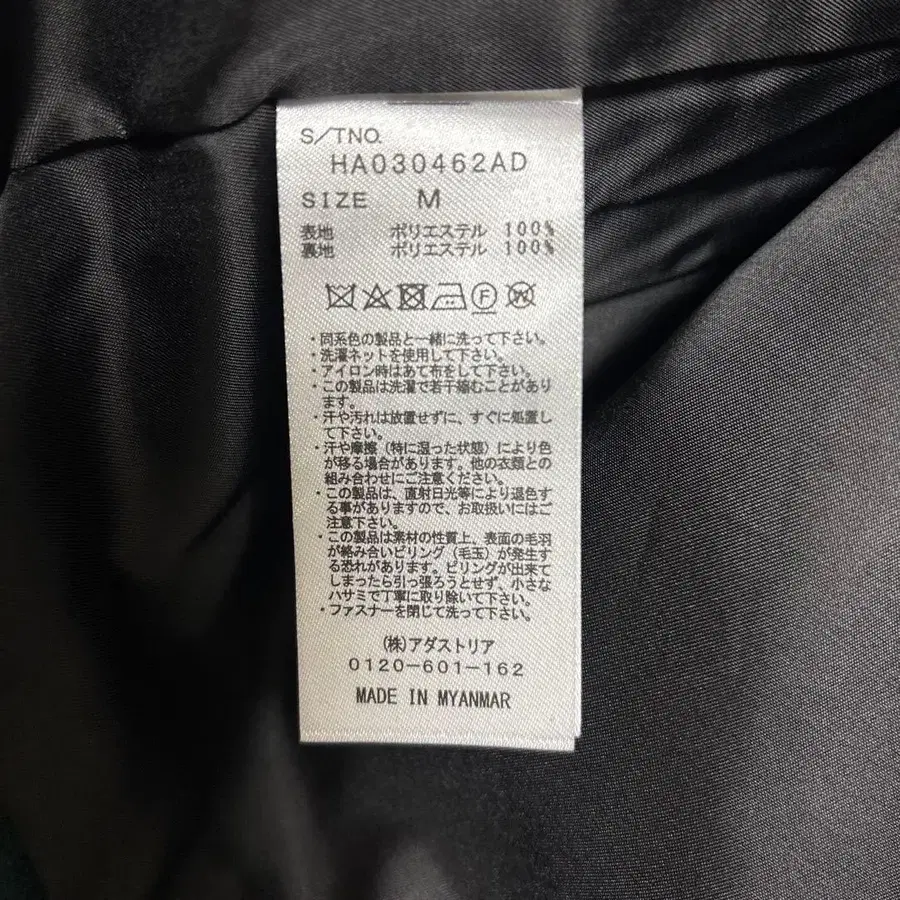 S/TNO.
HA030462AD
SIZE M
表地 ポリエステル 100%
裏地 ポリエステル 100%
・同系色の製品と一緒に洗って下さい。
・洗濯ネットを使用して下さい。
・アイロン時はあて布をして下さい。
・この製品は洗濯で若干縮むことがあり
ます。
・汗や汚れは放置せずに、すぐに処置し
て下さい。
・汗や摩擦（特に湿った状態）により色
が移る場合があります。他の衣類との
組み合わせにご注意ください。
・この製品は、直射日光等により退色す
る事がありますので、お取扱いにはご
注意下さい。
・この製品は素材の性質上、表面の毛羽
が絡み合いピリング（毛玉）が発生す
る恐れがあります。ピリングが出来て
しまったら引っ張ろうとせず、小さな
ハサミで丁寧に取り除いて下さい。
・ファスナーを閉じて洗って下さい。
(株)アダストリア
0120-601-162
MADE IN MYANMAR